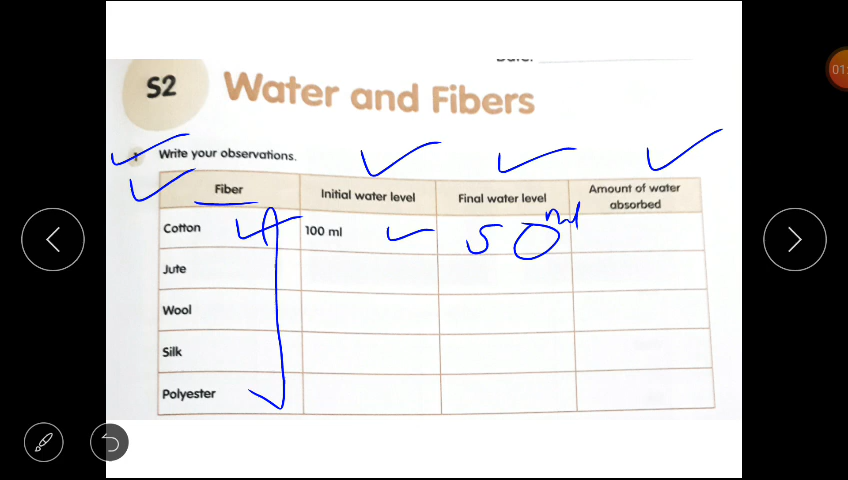 S2
Water and Fibers
Write your observations.
Fiber
Initial water level
Final water level
Amount of water
absorbed
Cotton
100 ml
50 ml
Jute
Wool
Silk
Polyester